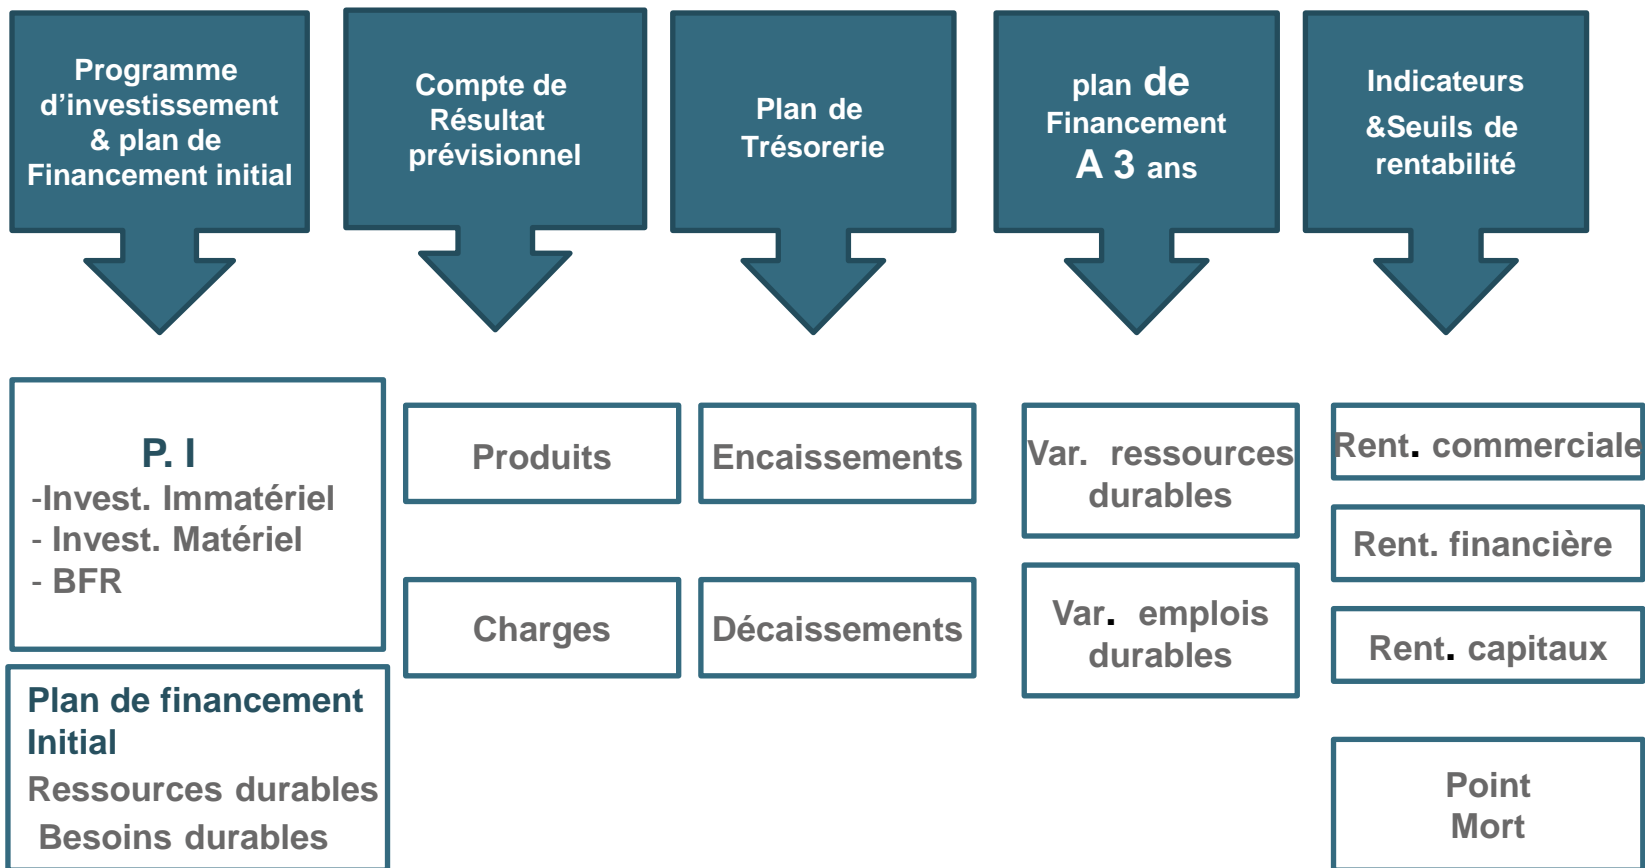 Programme
d’investissement
& plan de
Financement initial
Compte de
Résultat
prévisionnel
Plan de
Trésorerie
plan de
Financement
A 3 ans
Indicateurs
&Seuils de
rentabilité
P. I
-Invest. Immatériel
- Invest. Matériel
- BFR
Plan de financement
Initial
Ressources durables
Besoins durables
Produits
Charges
Encaissements
Décaissements
Var. ressources
durables
Var. emplois
durables
Rent. commerciale
Rent. financière
Rent. capitaux
Point
Mort